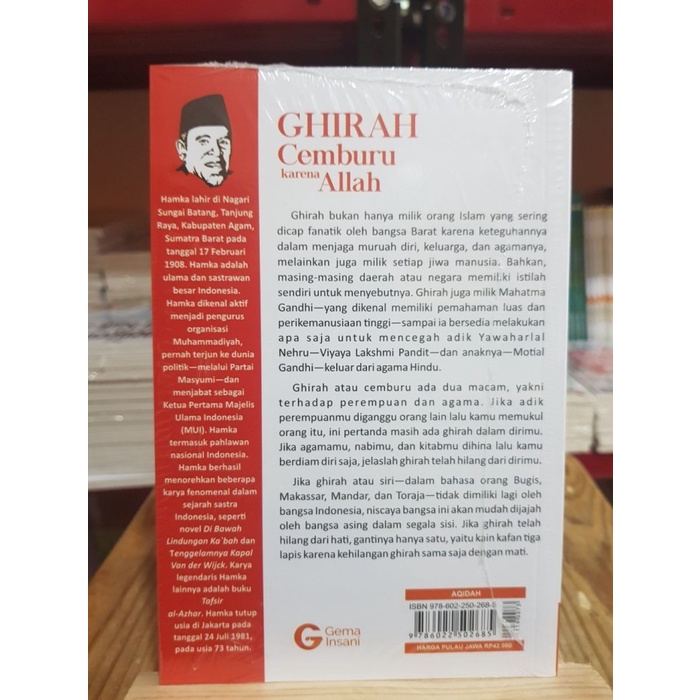 GHIRAH
Cemburu
karena Allah
Hamka lahir di Nagari
Sungai Batang, Tanjung
Raya, Kabupaten Agam,
Sumatra Barat pada
tanggal 17 Februari
1908. Hamka adalah
ulama dan sastrawan
besar Indonesia.
Hamka dikenal aktif
menjadi pengurus
organisasi
Muhammadiyah,
pernah terjun ke dunia
politik—melalui Partai
Masyumi—dan
menjabat sebagai
Ketua Pertama Majelis
Ulama Indonesia
(MUI). Hamka
termasuk pahlawan
nasional Indonesia.
Hamka berhasil
menorehkan beberapa
karya fenomenal dalam
sejarah sastra
Indonesia, seperti
novel Di Bawah
Lindungan Ka`bah dan
Tenggelamnya Kapal
Van der Wijck. Karya
legendaris Hamka
lainnya adalah buku
Tafsir
al-Azhar. Hamka tutup
usia di Jakarta pada
tanggal 24 Juli 1981,
pada usia 73 tahun.
Ghirah bukan hanya milik orang Islam yang sering
dicap fanatik oleh bangsa Barat karena keteguhannya
dalam menjaga muruah diri, keluarga, dan agamanya,
melainkan juga milik setiap jiwa manusia. Bahkan,
masing-masing daerah atau negara memiliki istilah
sendiri untuk menyebutnya. Ghirah juga milik Mahatma
Gandhi—yang dikenal memiliki pemahaman luas dan
perikemanusiaan tinggi—sampai ia bersedia melakukan
apa saja untuk mencegah adik Yawaharlal
Nehru—Viyaya Lakshmi Pandit—dan anaknya—Motial
Gandhi—keluar dari agama Hindu.
Ghirah atau cemburu ada dua macam, yakni
terhadap perempuan dan agama. Jika adik
perempuanmu diganggu orang lain lalu kamu memukul
orang itu, ini pertanda masih ada ghirah dalam dirimu.
Jika agamamu, nabimu, dan kitabmu dihina lalu kamu
berdiam diri saja, jelaslah ghirah telah hilang dari dirimu.
Jika ghirah atau siri—dalam bahasa orang Bugis,
Makassar, Mandar, dan Toraja—tidak dimiliki lagi oleh
bangsa Indonesia, niscaya bangsa ini akan mudah dijajah
oleh bangsa asing dalam segala sisi. Jika ghirah telah
hilang dari hati, gantinya hanya satu, yaitu kain kafan tiga
lapis karena kehilangan ghirah sama saja dengan mati.
Gema
Insani
AQIDAH
ISBN 978-602-250-268-5
9 786022 502685
HARGA PULAU JAWA RP42.000